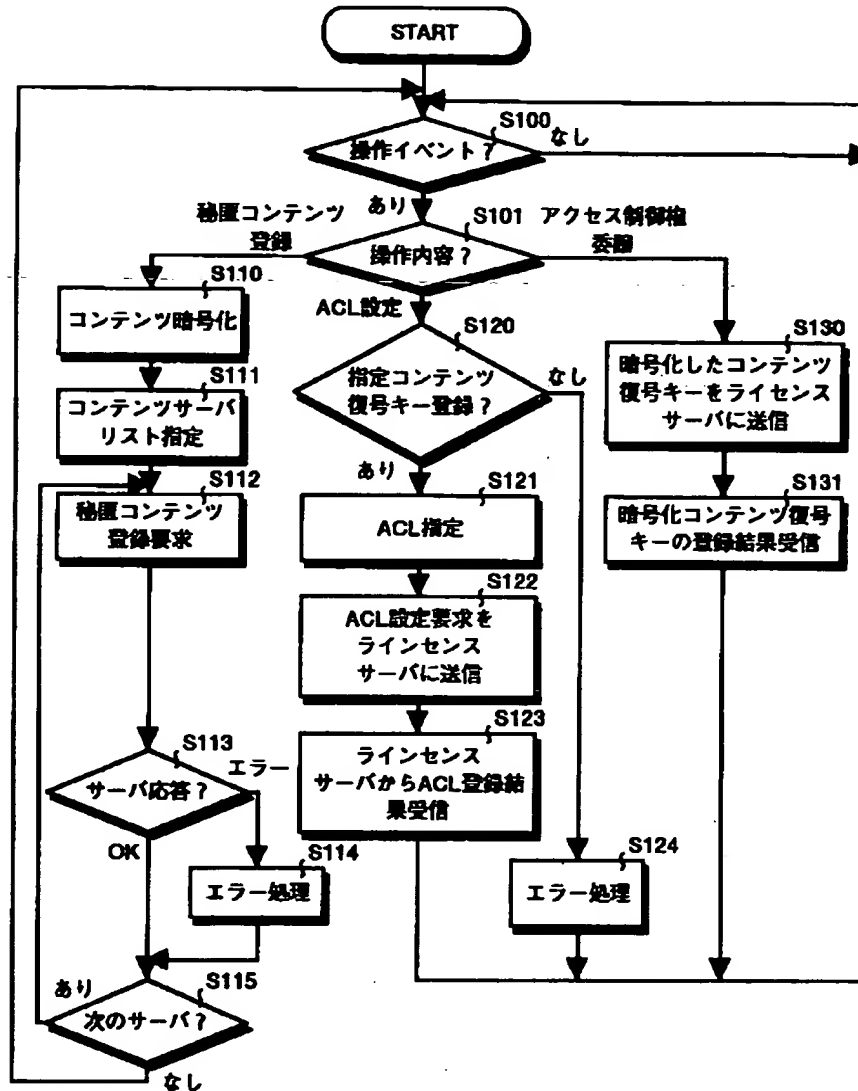 START
S100
操作イベント?
なし
あり
S101
操作内容?
秘匿コンテンツ
登録
アクセス制御権
委譲
ACL設定
S110
コンテンツ暗号化
S111
コンテンツサーバ
リスト指定
S112
秘匿コンテンツ
登録要求
S113
サーバ応答?
エラー
OK
S114
エラー処理
S115
次のサーバ?
あり
なし
S120
指定コンテンツ
復号キー登録?
なし
あり
S121
ACL指定
S122
ACL設定要求を
ラインセンス
サーバに送信
S123
ラインセンス
サーバからACL登録結
果受信
S124
エラー処理
S130
暗号化したコンテンツ
復号キーをライセンス
サーバに送信
S131
暗号化コンテンツ復号
キーの登録結果受信